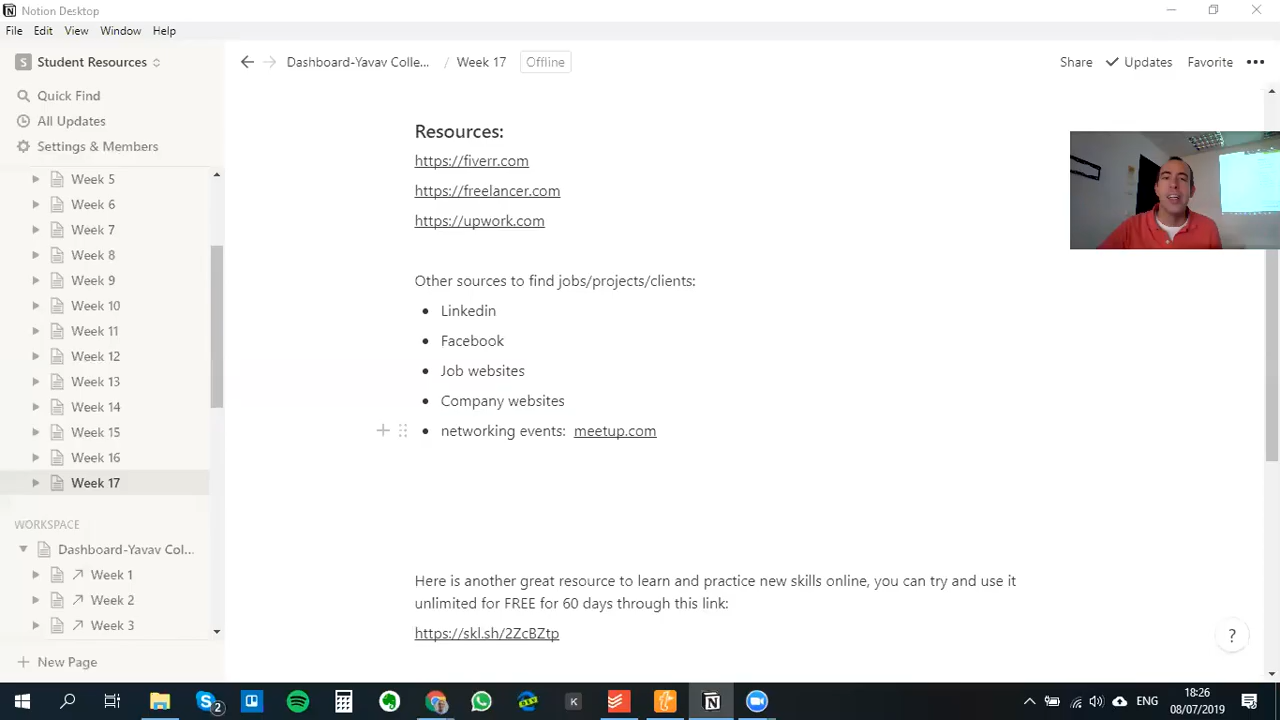 Notion Desktop
File Edit View Window Help
S Student Resources
Dashboard-Yavav Colle... / Week 17 Offline
Share Updates Favorite
Quick Find
All Updates
Settings & Members
Week 5
Week 6
Week 7
Week 8
Week 9
Week 10
Week 11
Week 12
Week 13
Week 14
Week 15
Week 16
Week 17
WORKSPACE
Dashboard-Yavav Col...
Week 1
Week 2
Week 3
New Page
Resources:
https://fiverr.com
https://freelancer.com
https://upwork.com
Other sources to find jobs/projects/clients:
• Linkedin
• Facebook
• Job websites
• Company websites
• networking events: meetup.com
Here is another great resource to learn and practice new skills online, you can try and use it
unlimited for FREE for 60 days through this link:
https://skl.sh/2ZcBZtp
?
2
K
N
ENG
18:26
08/07/2019